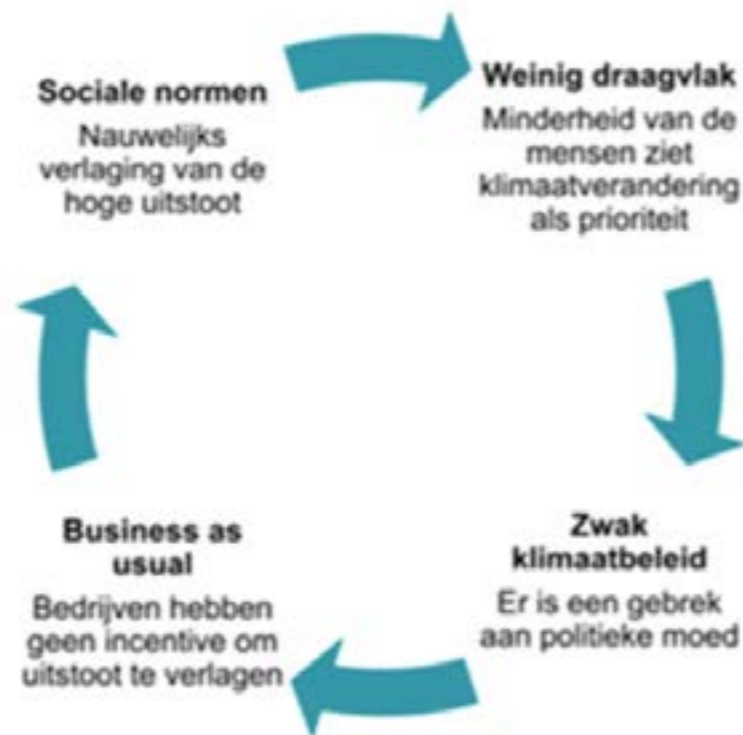 Sociale normen
Nauwelijks
verlaging van de
hoge uitstoot
Weinig draagvlak
Minderheid van de
mensen ziet
klimaatverandering
als prioriteit
Zwak
klimaatbeleid
Er is een gebrek
aan politieke moed
Business as
usual
Bedrijven hebben
geen incentive om
uitstoot te verlagen